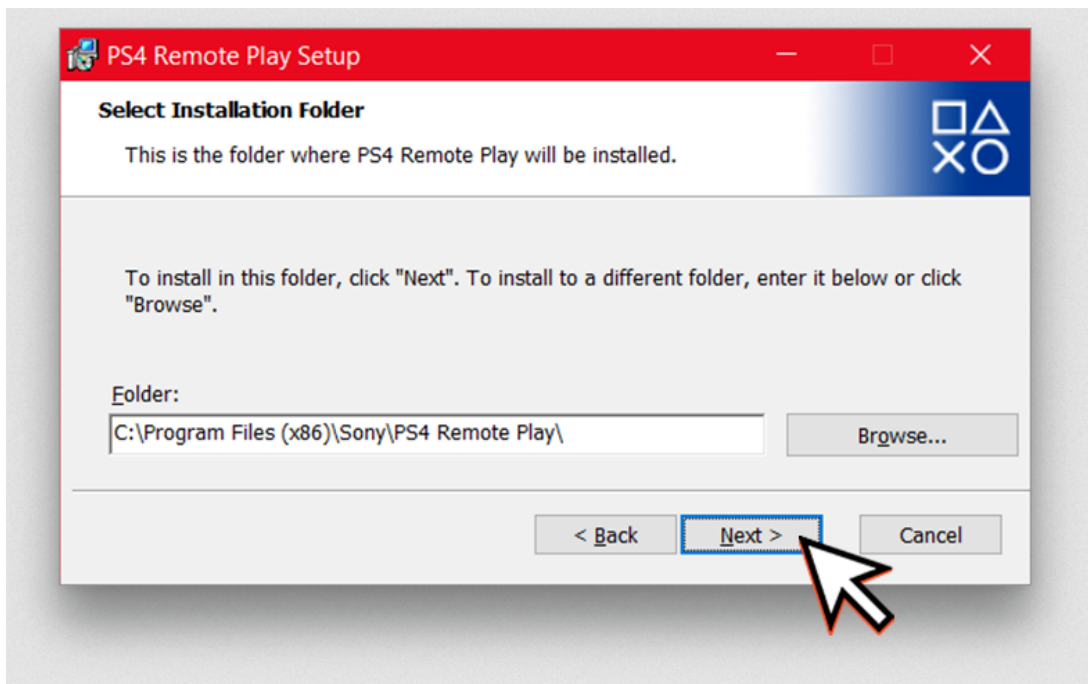 PS4 Remote Play Setup
Select Installation Folder
This is the folder where PS4 Remote Play will be installed.
To install in this folder, click "Next". To install to a different folder, enter it below or click
"Browse".
Folder:
C:\Program Files (x86)\Sony\PS4 Remote Play\
Browse...
< Back
Next >
Cancel